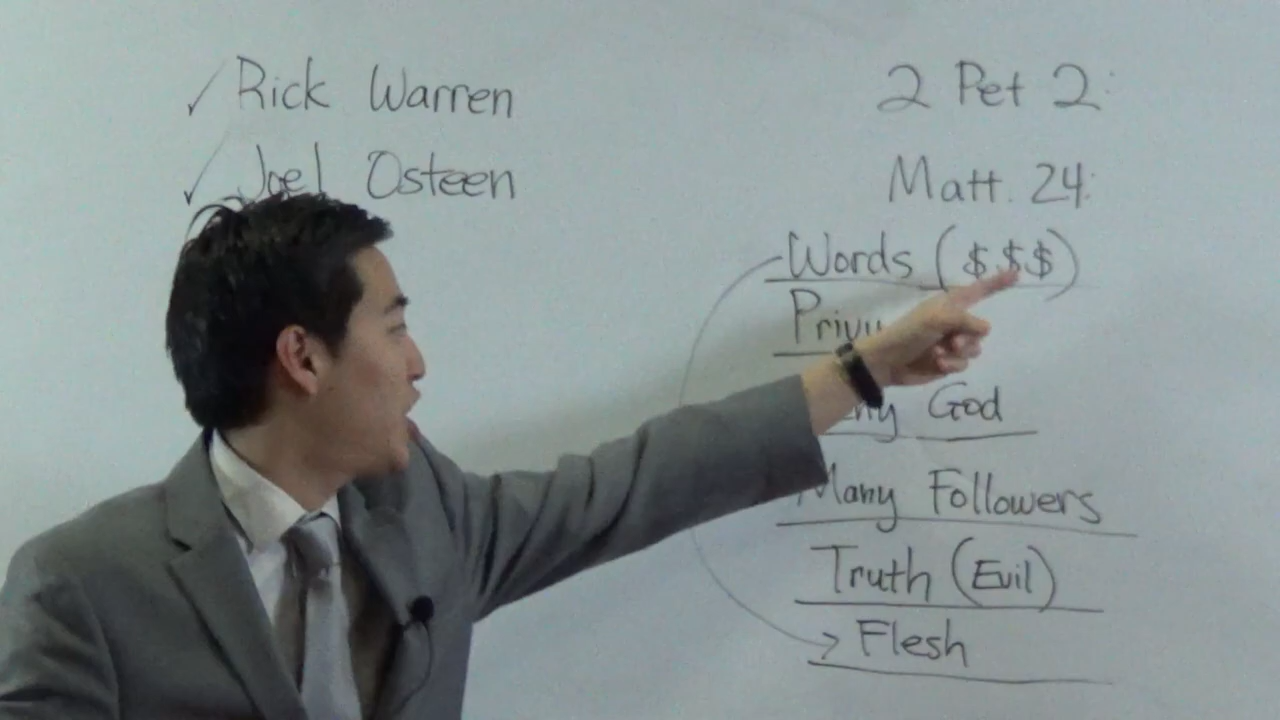 ✓ Rick Warren
✓ Joel Osteen
2 Pet 2:
Matt. 24:
Words ($$$)
God
Many Followers
Truth (Evil)
→ Flesh